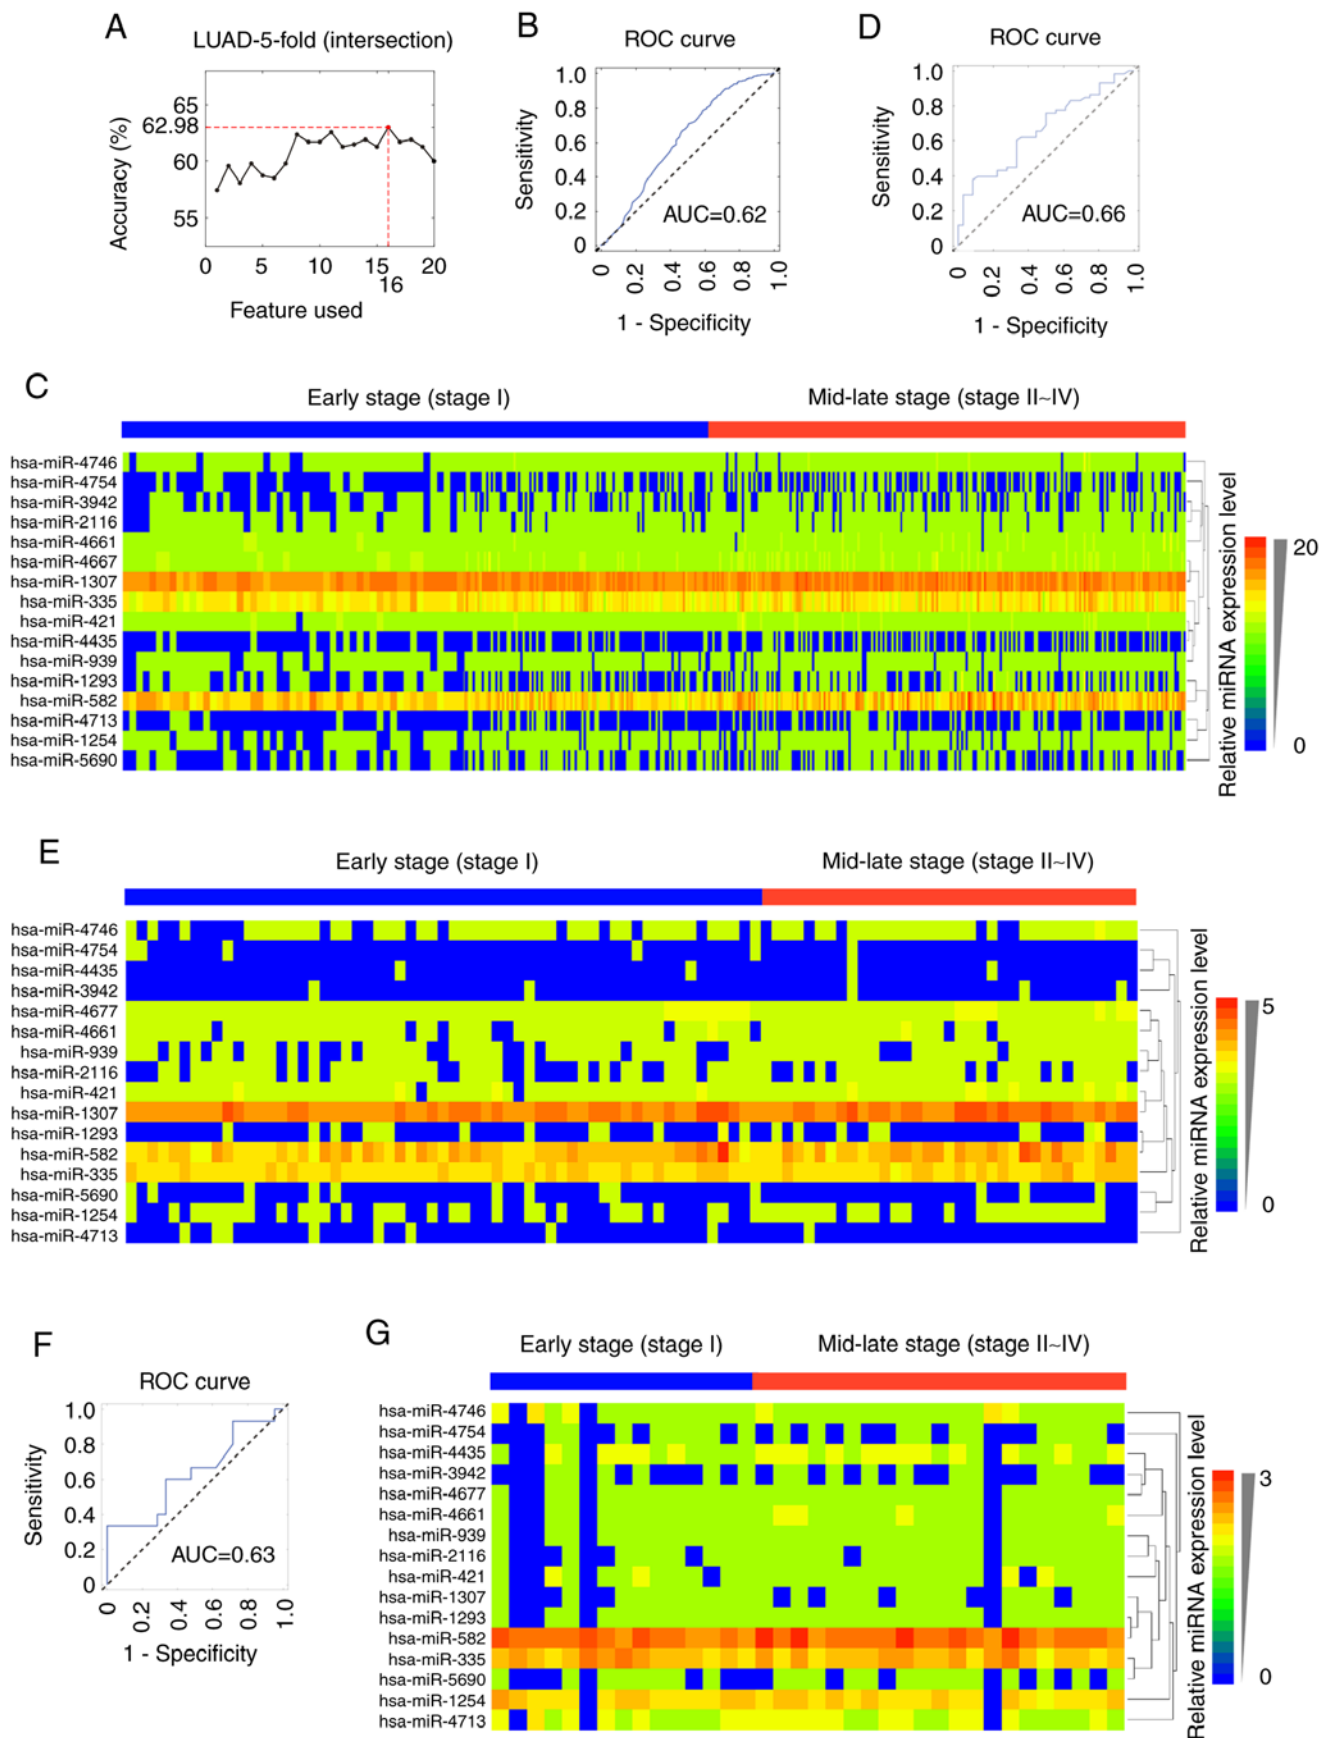 A
LUAD-5-fold (intersection)
Accuracy (%)
65
62.98
60
55
0 5 10 15 20
16
Feature used
B
ROC curve
Sensitivity
1.0
0.8
0.6
0.4
0.2
0
AUC=0.62
0 0.2 0.4 0.6 0.8 1.0
1 - Specificity
D
ROC curve
Sensitivity
1.0
0.8
0.6
0.4
0.2
0
AUC=0.66
0 0.2 0.4 0.6 0.8 1.0
1 - Specificity
C
Early stage (stage I)
Mid-late stage (stage II~IV)
hsa-miR-4746
hsa-miR-4754
hsa-miR-3942
hsa-miR-2116
hsa-miR-4661
hsa-miR-4667
hsa-miR-1307
hsa-miR-335
hsa-miR-421
hsa-miR-4435
hsa-miR-939
hsa-miR-1293
hsa-miR-582
hsa-miR-4713
hsa-miR-1254
hsa-miR-5690
Relative miRNA expression level
20
0
E
Early stage (stage I)
Mid-late stage (stage II~IV)
hsa-miR-4746
hsa-miR-4754
hsa-miR-4435
hsa-miR-3942
hsa-miR-4677
hsa-miR-4661
hsa-miR-939
hsa-miR-2116
hsa-miR-421
hsa-miR-1307
hsa-miR-1293
hsa-miR-582
hsa-miR-335
hsa-miR-5690
hsa-miR-1254
hsa-miR-4713
Relative miRNA expression level
5
0
F
ROC curve
Sensitivity
1.0
0.8
0.6
0.4
0.2
0
AUC=0.63
0 0.2 0.4 0.6 0.8 1.0
1 - Specificity
G
Early stage (stage I)
Mid-late stage (stage II~IV)
hsa-miR-4746
hsa-miR-4754
hsa-miR-4435
hsa-miR-3942
hsa-miR-4677
hsa-miR-4661
hsa-miR-939
hsa-miR-2116
hsa-miR-421
hsa-miR-1307
hsa-miR-1293
hsa-miR-582
hsa-miR-335
hsa-miR-5690
hsa-miR-1254
hsa-miR-4713
Relative miRNA expression level
3
0